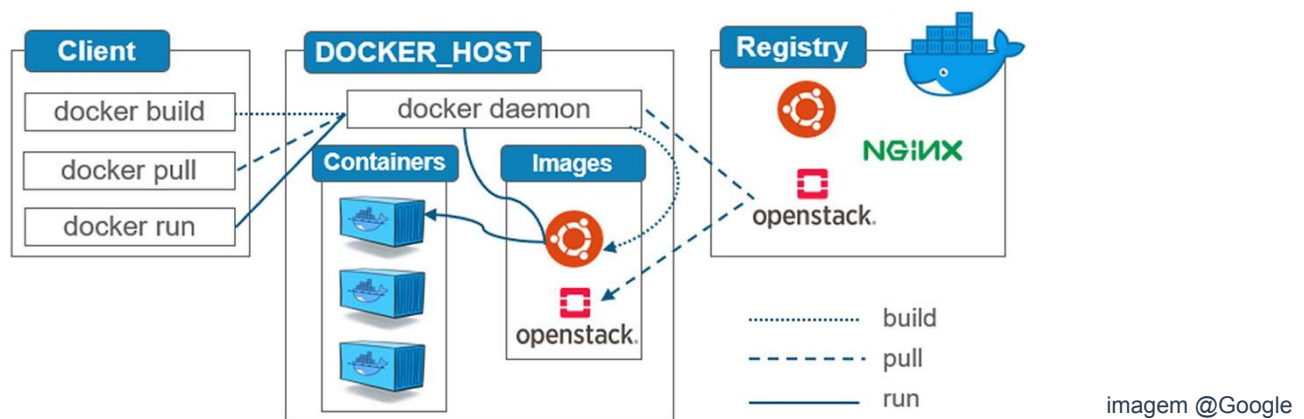 Client
docker build
docker pull
docker run
DOCKER_HOST
docker daemon
Containers
Images
openstack.
Registry
NGINX
openstack.
build
pull
run
imagem @Google